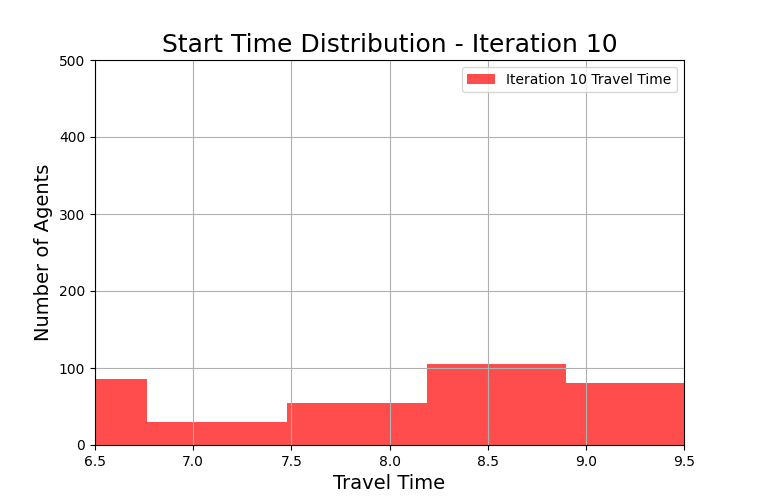 Start Time Distribution - Iteration 10
Iteration 10 Travel Time
Number of Agents
500
400
300
200
100
0
6.5 7.0 7.5 8.0 8.5 9.0 9.5
Travel Time